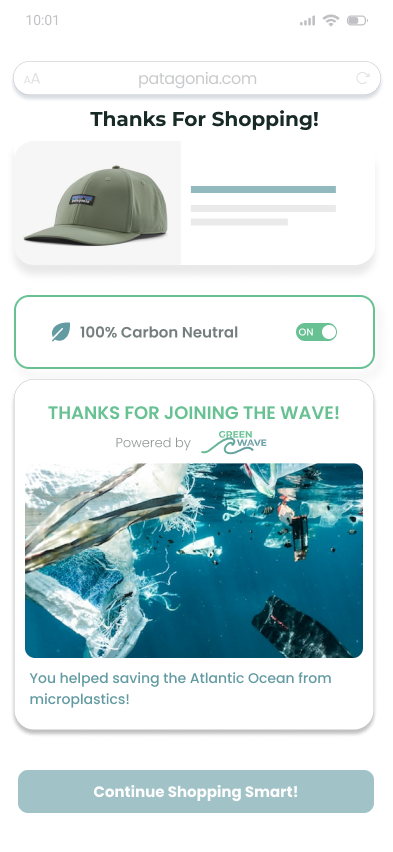 10:01
AA
patagonia.com
Thanks For Shopping!
patagonia
100% Carbon Neutral
ON
THANKS FOR JOINING THE WAVE!
Powered by
GREEN
WAVE
You helped saving the Atlantic Ocean from
microplastics!
Continue Shopping Smart!